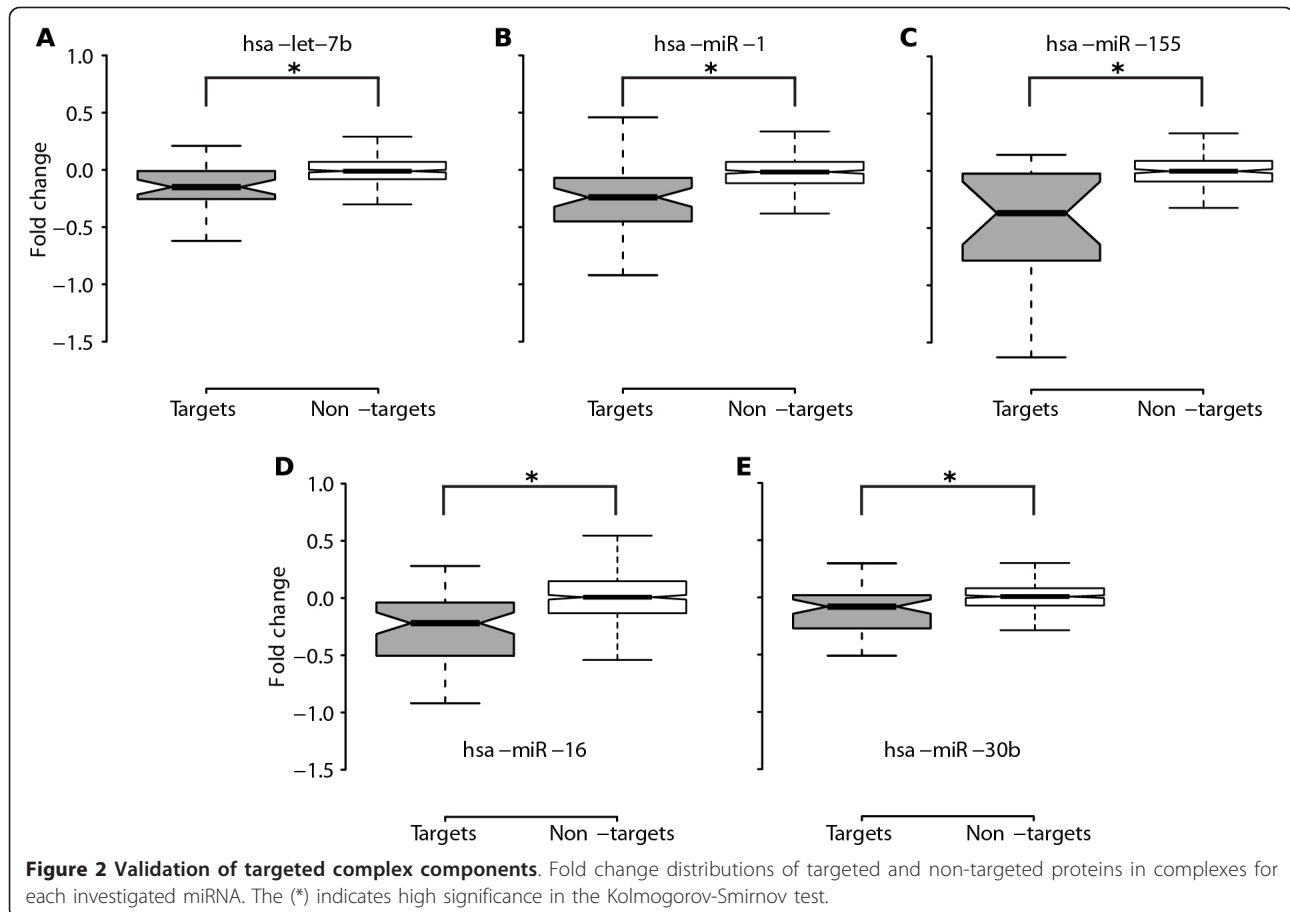 A
hsa –let–7b
B
hsa –miR –1
C
hsa –miR –155
*
*
*
1.0
0.5
0.0
−0.5
−1.0
−1.5
Fold change
Targets
Non –targets
Targets
Non –targets
Targets
Non –targets
D
E
*
*
1.0
0.5
0.0
−0.5
−1.0
−1.5
Fold change
hsa –miR –16
hsa –miR –30b
Targets
Non –targets
Targets
Non –targets
Figure 2 Validation of targeted complex components. Fold change distributions of targeted and non-targeted proteins in complexes for
each investigated miRNA. The (*) indicates high significance in the Kolmogorov-Smirnov test.